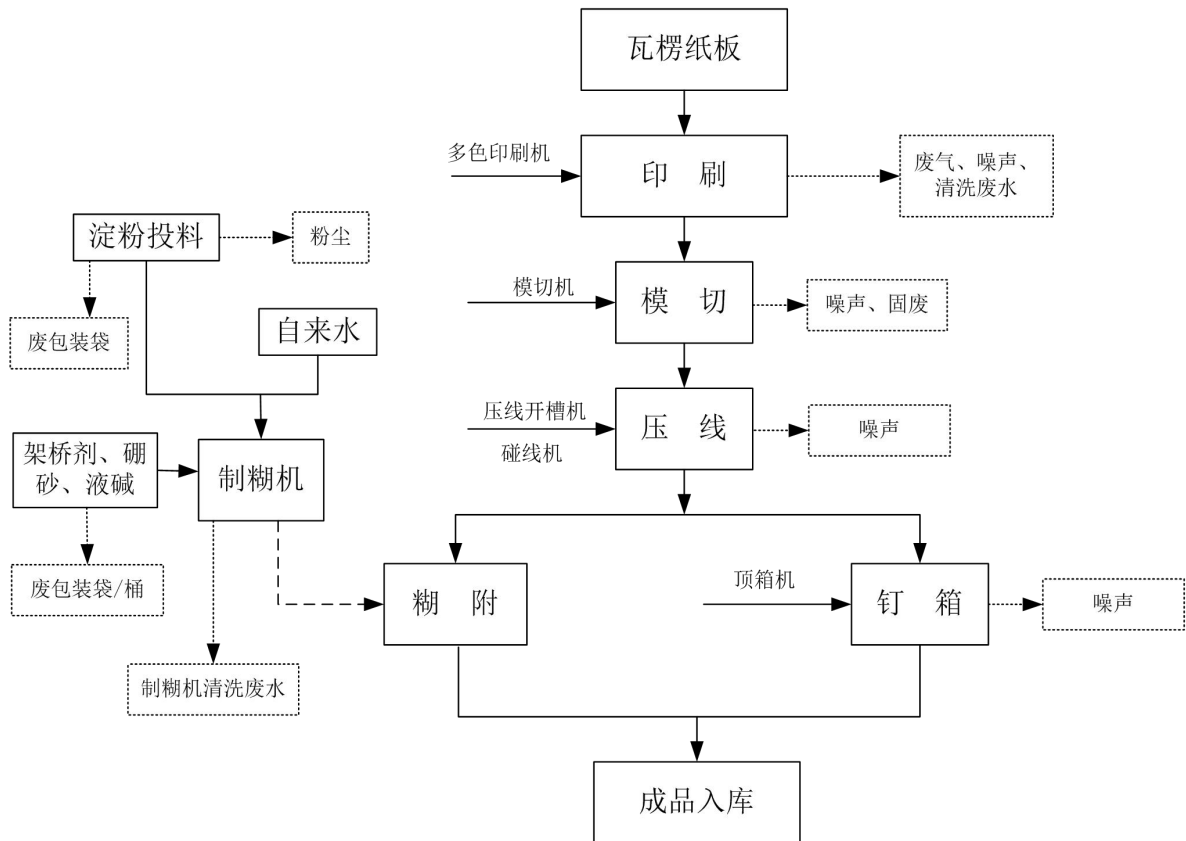 瓦楞纸板
多色印刷机
印 刷
废气、噪声、
清洗废水
淀粉投料
粉尘
模切机
模 切
噪声、固废
废包装袋
自来水
压线开槽机
碰线机
压 线
噪声
架桥剂、硼
砂、液碱
制糊机
废包装袋/桶
糊 附
顶箱机
钉 箱
噪声
制糊机清洗废水
成品入库